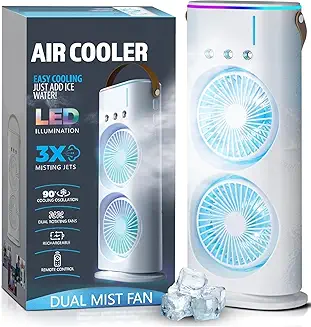 AIR COOLER
EASY COOLING
JUST ADD ICE
WATER!
LED
ILLUMINATION
3X
MISTING JETS
90°
COOLING OSCILLATION
DUAL ROTATING FANS
RECHARGEABLE
REMOTE CONTROL
DUAL MIST FAN